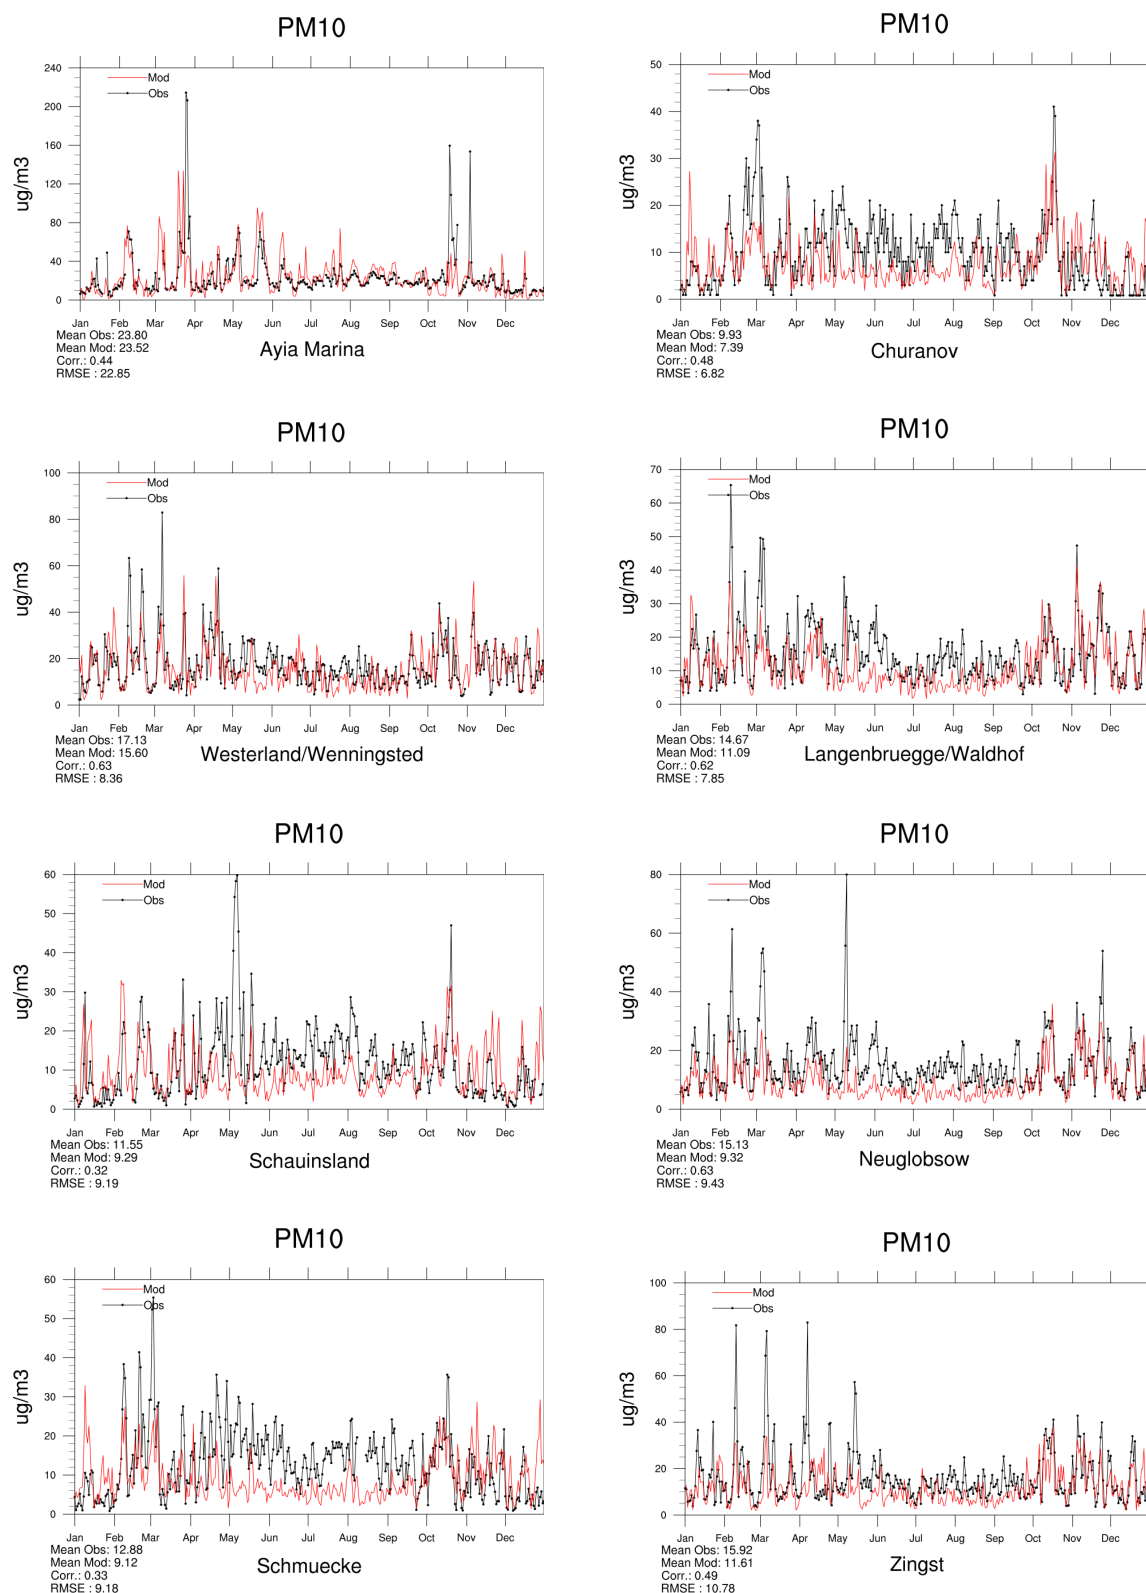 PM10
240
200
160
120
80
40
0
ug/m3
Mod
Obs
Jan Feb Mar Apr May Jun Jul Aug Sep Oct Nov Dec
Mean Obs: 23.80
Mean Mod: 23.52
Corr.: 0.44
RMSE : 22.85
Ayia Marina
PM10
50
40
30
20
10
0
ug/m3
Mod
Obs
Jan Feb Mar Apr May Jun Jul Aug Sep Oct Nov Dec
Mean Obs: 9.93
Mean Mod: 7.39
Corr.: 0.48
RMSE : 6.82
Churanov
PM10
100
80
60
40
20
0
ug/m3
Mod
Obs
Jan Feb Mar Apr May Jun Jul Aug Sep Oct Nov Dec
Mean Obs: 17.13
Mean Mod: 15.60
Corr.: 0.63
RMSE : 8.36
Westerland/Wenningsted
PM10
70
60
50
40
30
20
10
0
ug/m3
Mod
Obs
Jan Feb Mar Apr May Jun Jul Aug Sep Oct Nov Dec
Mean Obs: 14.67
Mean Mod: 11.09
Corr.: 0.62
RMSE : 7.85
Langenbruegge/Waldhof
PM10
60
50
40
30
20
10
0
ug/m3
Mod
Obs
Jan Feb Mar Apr May Jun Jul Aug Sep Oct Nov Dec
Mean Obs: 11.55
Mean Mod: 9.29
Corr.: 0.32
RMSE : 9.19
Schauinsland
PM10
80
60
40
20
0
ug/m3
Mod
Obs
Jan Feb Mar Apr May Jun Jul Aug Sep Oct Nov Dec
Mean Obs: 15.13
Mean Mod: 9.32
Corr.: 0.63
RMSE : 9.43
Neuglobsow
PM10
60
50
40
30
20
10
0
ug/m3
Mod
Obs
Jan Feb Mar Apr May Jun Jul Aug Sep Oct Nov Dec
Mean Obs: 12.88
Mean Mod: 9.12
Corr.: 0.33
RMSE : 9.18
Schmuecke
PM10
100
80
60
40
20
0
ug/m3
Mod
Obs
Jan Feb Mar Apr May Jun Jul Aug Sep Oct Nov Dec
Mean Obs: 15.92
Mean Mod: 11.61
Corr.: 0.49
RMSE : 10.78
Zingst